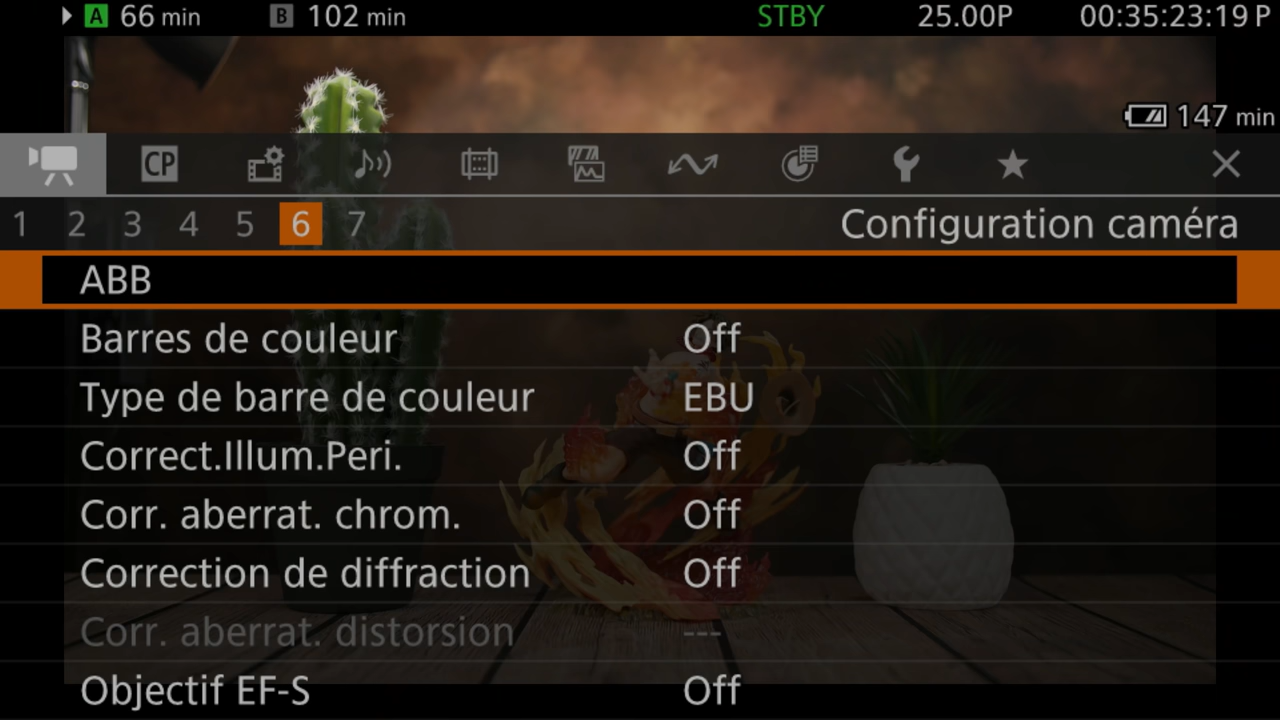 A 66 min B 102 min STBY 25.00P 00:35:23:19 P
147 min
CP
1 2 3 4 5 6 7 Configuration caméra
ABB
Barres de couleur Off
Type de barre de couleur EBU
Correct.Illum.Peri. Off
Corr. aberrat. chrom. Off
Correction de diffraction Off
Corr. aberrat. distorsion ---
Objectif EF-S Off